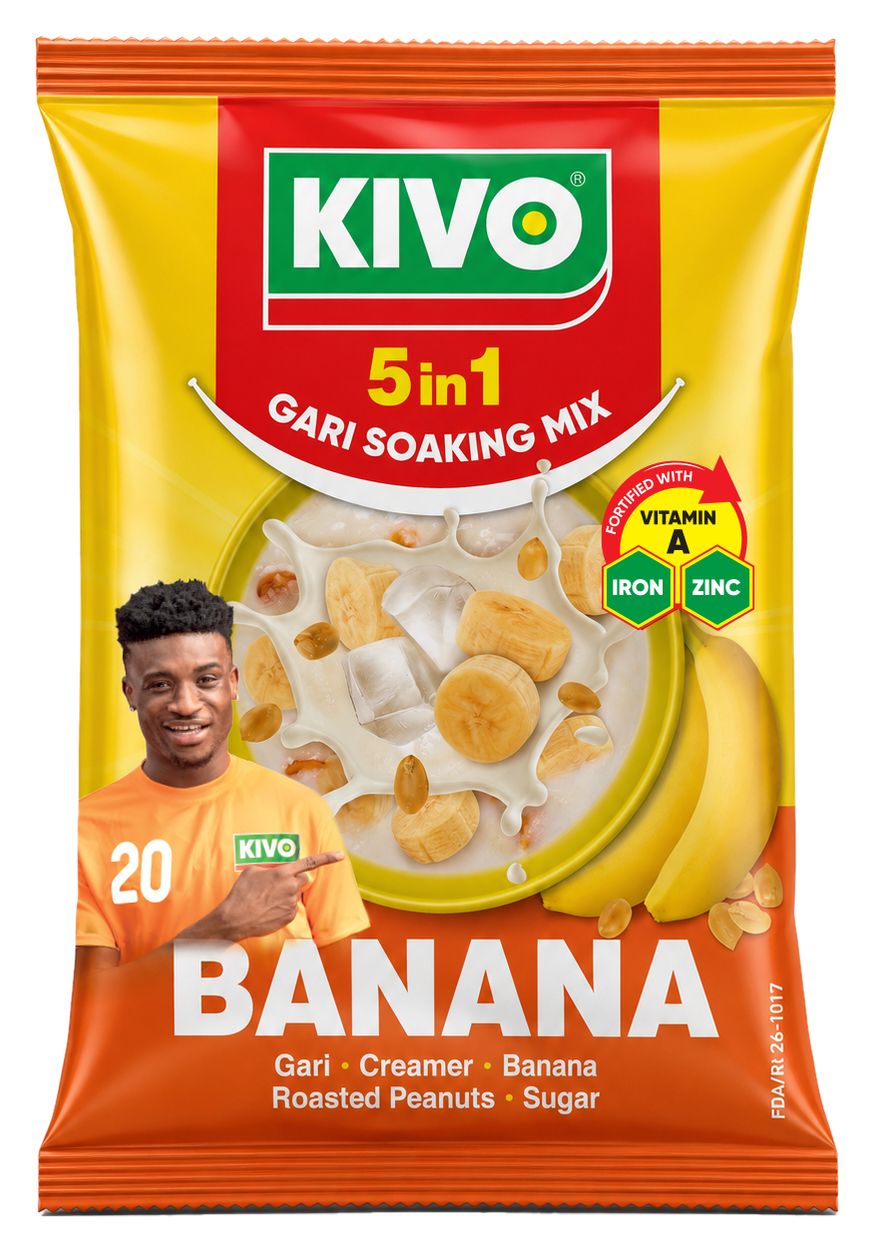 KIVO®
5 in 1
GARI SOAKING MIX
FORTIFIED WITH
VITAMIN
A
IRON
ZINC
20
KIVO
BANANA
Gari • Creamer • Banana
Roasted Peanuts • Sugar
FDA/Rt 26-1017